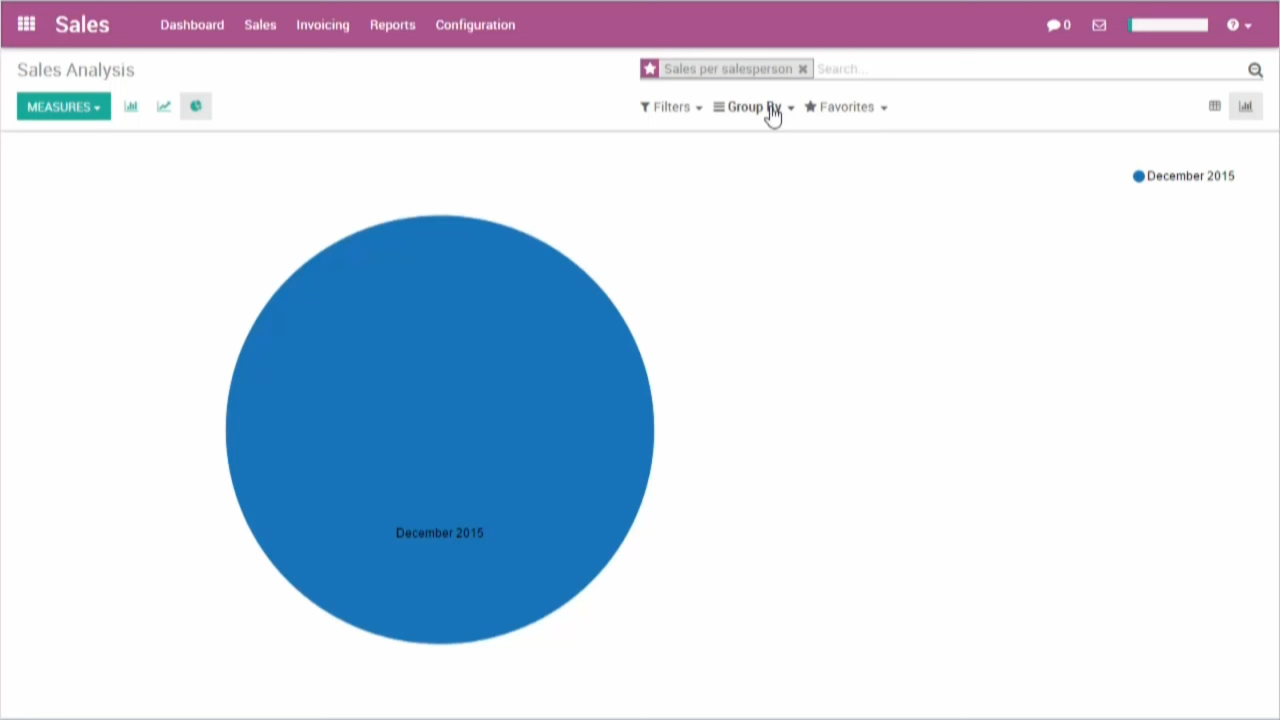 Sales Dashboard Sales Invoicing Reports Configuration 0
Sales Analysis Sales per salesperson Search...
MEASURES Filters Group By Favorites
December 2015
December 2015